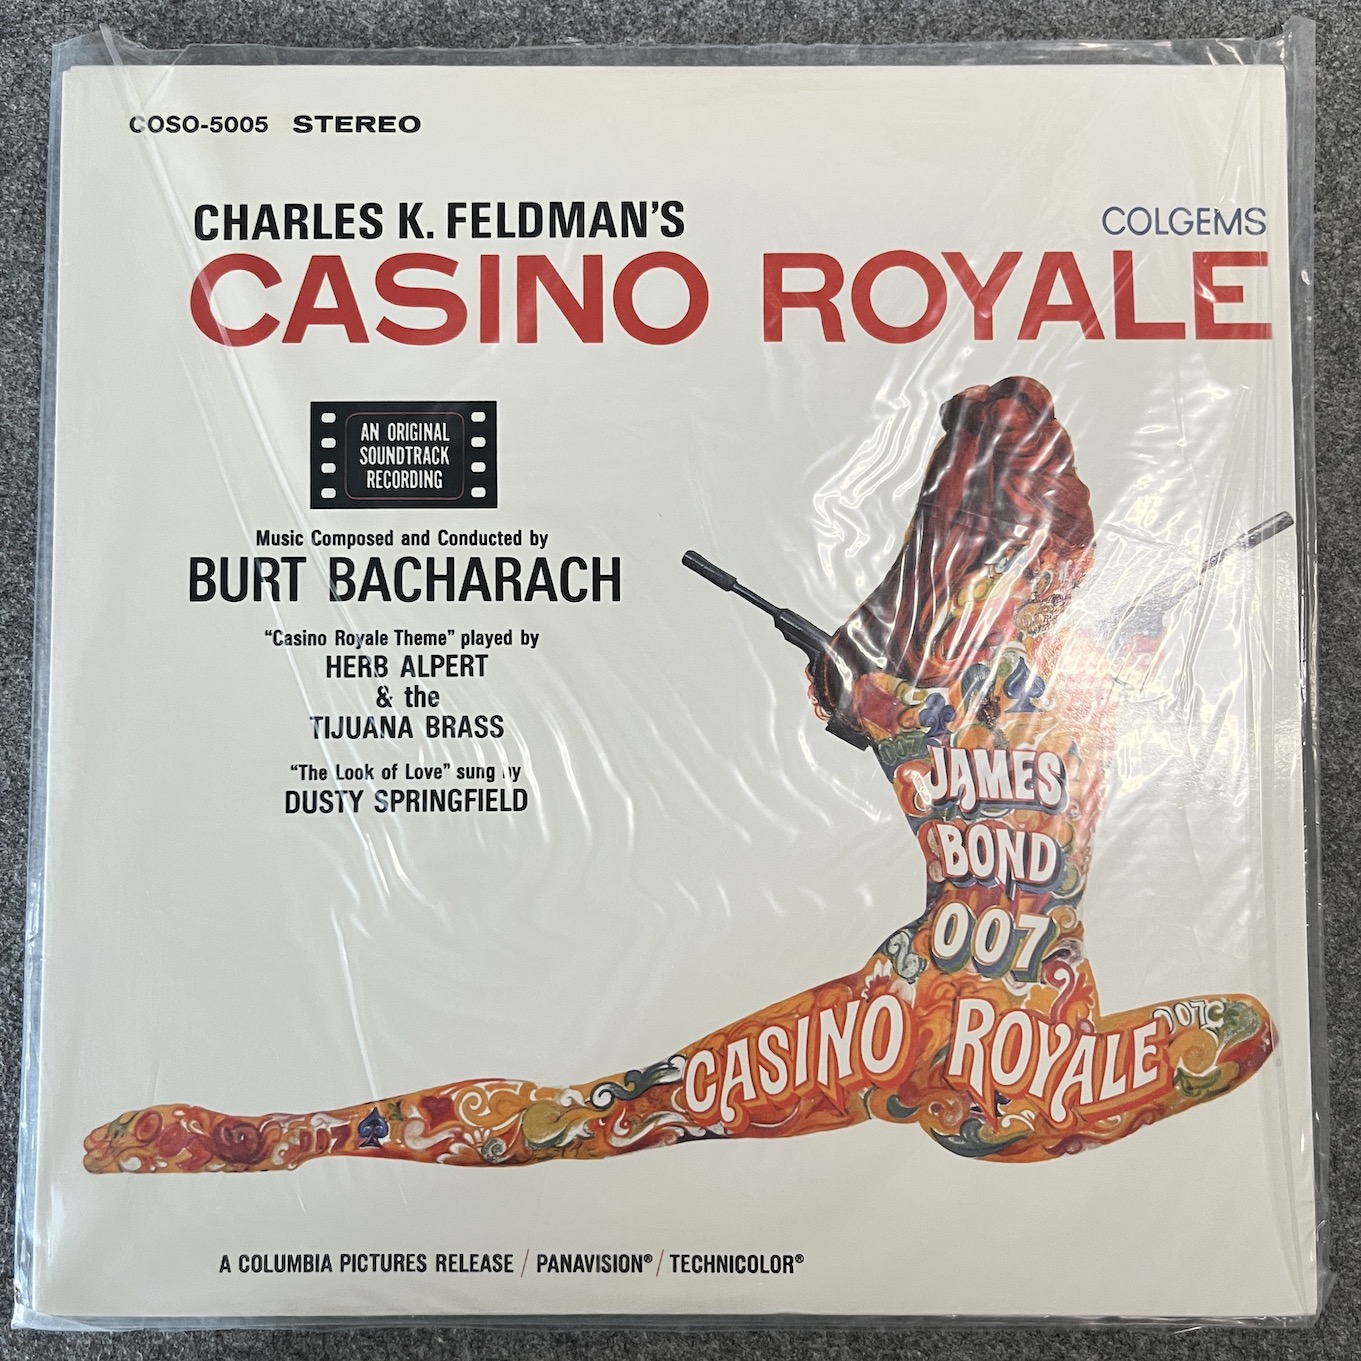 COSO-5005 STEREO
CHARLES K. FELDMAN'S
COLGEMS
CASINO ROYALE
AN ORIGINAL
SOUNDTRACK
RECORDING
Music Composed and Conducted by
BURT BACHARACH
“Casino Royale Theme” played by
HERB ALPERT
& the
TIJUANA BRASS
“The Look of Love” sung by
DUSTY SPRINGFIELD
JAMES
BOND
007
CASINO ROYALE
A COLUMBIA PICTURES RELEASE / PANAVISION® / TECHNICOLOR®